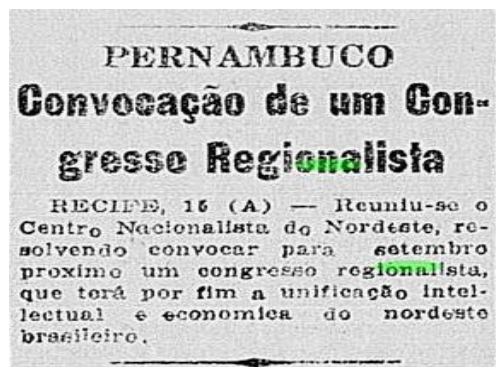 PERNAMBUCO
Convocação de um Con-
gresso Regionalista
RECIFE, 15 (A) — Reuniu-se o
Centro Nacionalista do Nordeste, re-
solvendo convocar para setembro
proximo um congresso regionalista,
que terá por fim a unificação intel-
lectual e economica do nordeste
brasileiro.